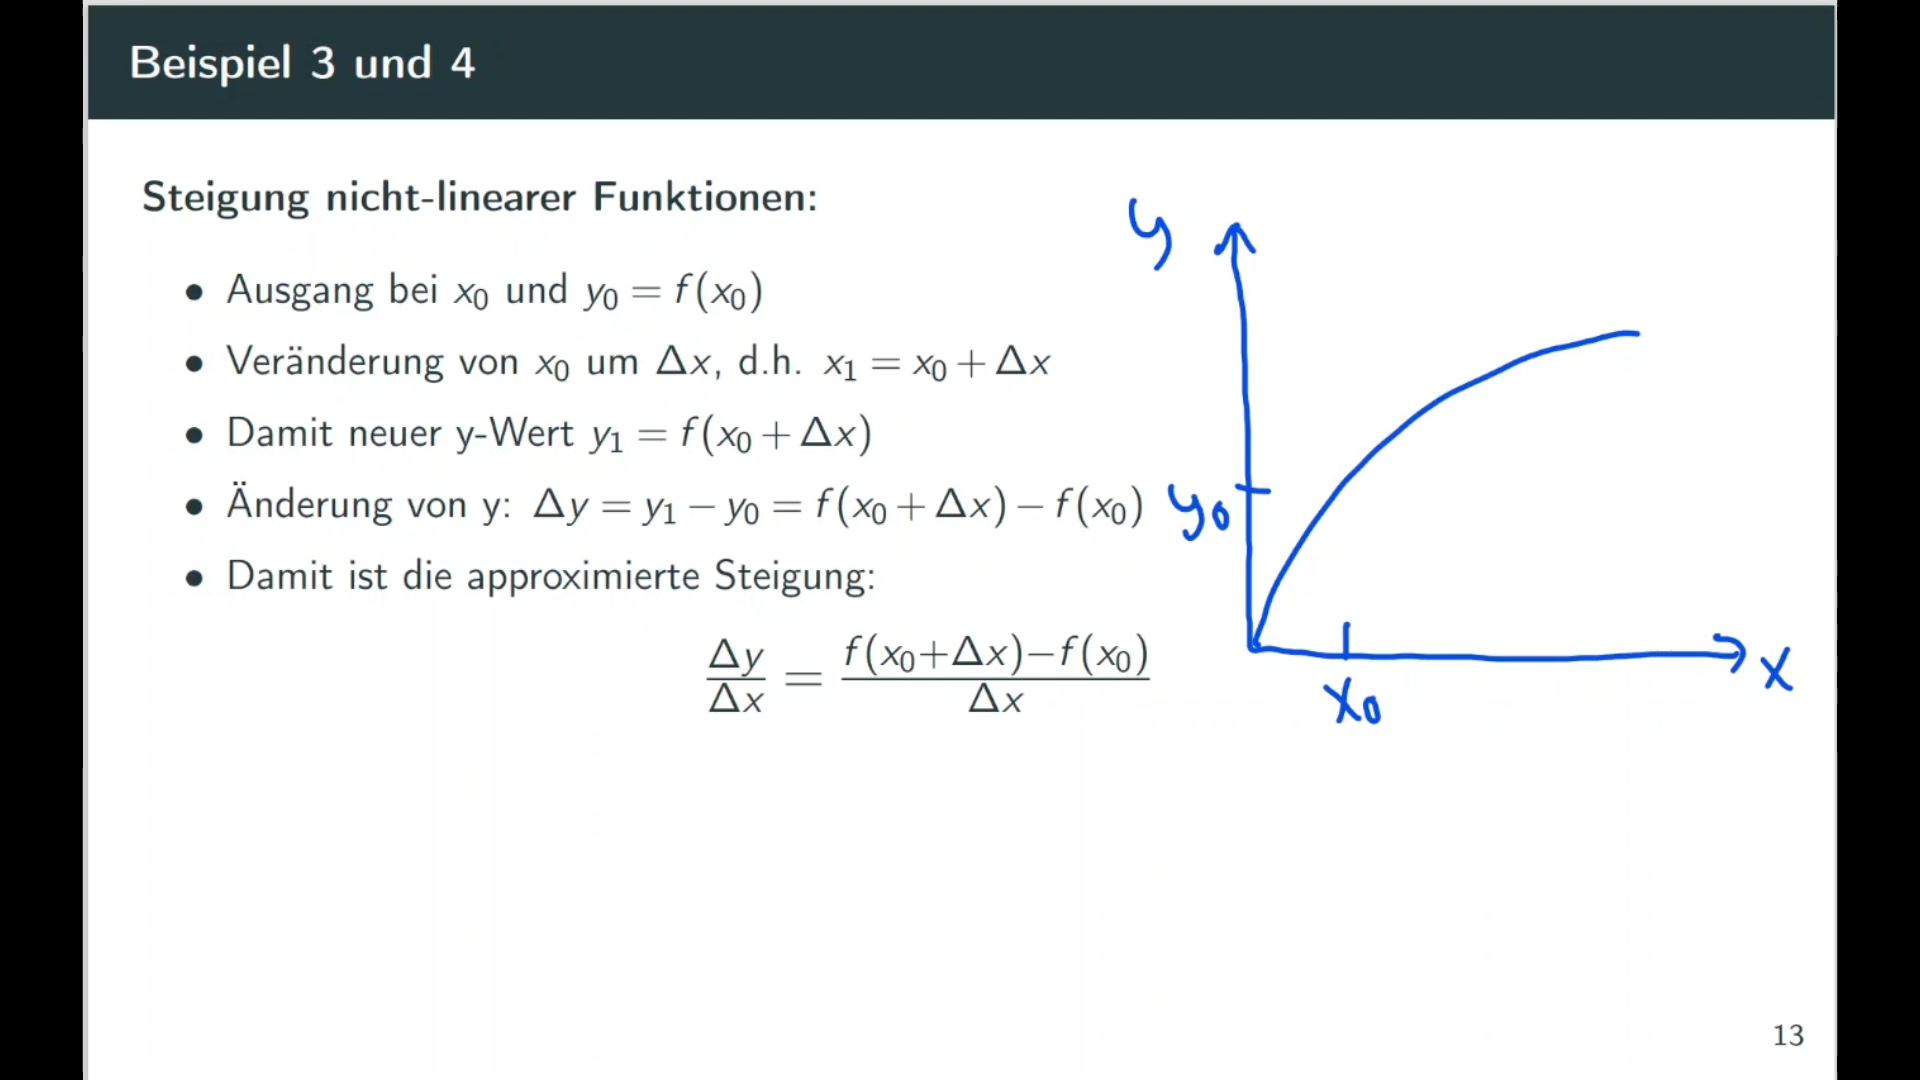 Beispiel 3 und 4
Steigung nicht-linearer Funktionen:
• Ausgang bei x₀ und y₀ = f(x₀)
• Veränderung von x₀ um Δx, d.h. x₁ = x₀ + Δx
• Damit neuer y-Wert y₁ = f(x₀ + Δx)
• Änderung von y: Δy = y₁ − y₀ = f(x₀ + Δx) − f(x₀)
• Damit ist die approximierte Steigung:
Δy/Δx = (f(x₀+Δx)−f(x₀))/Δx
y
y₀
x₀
x
13